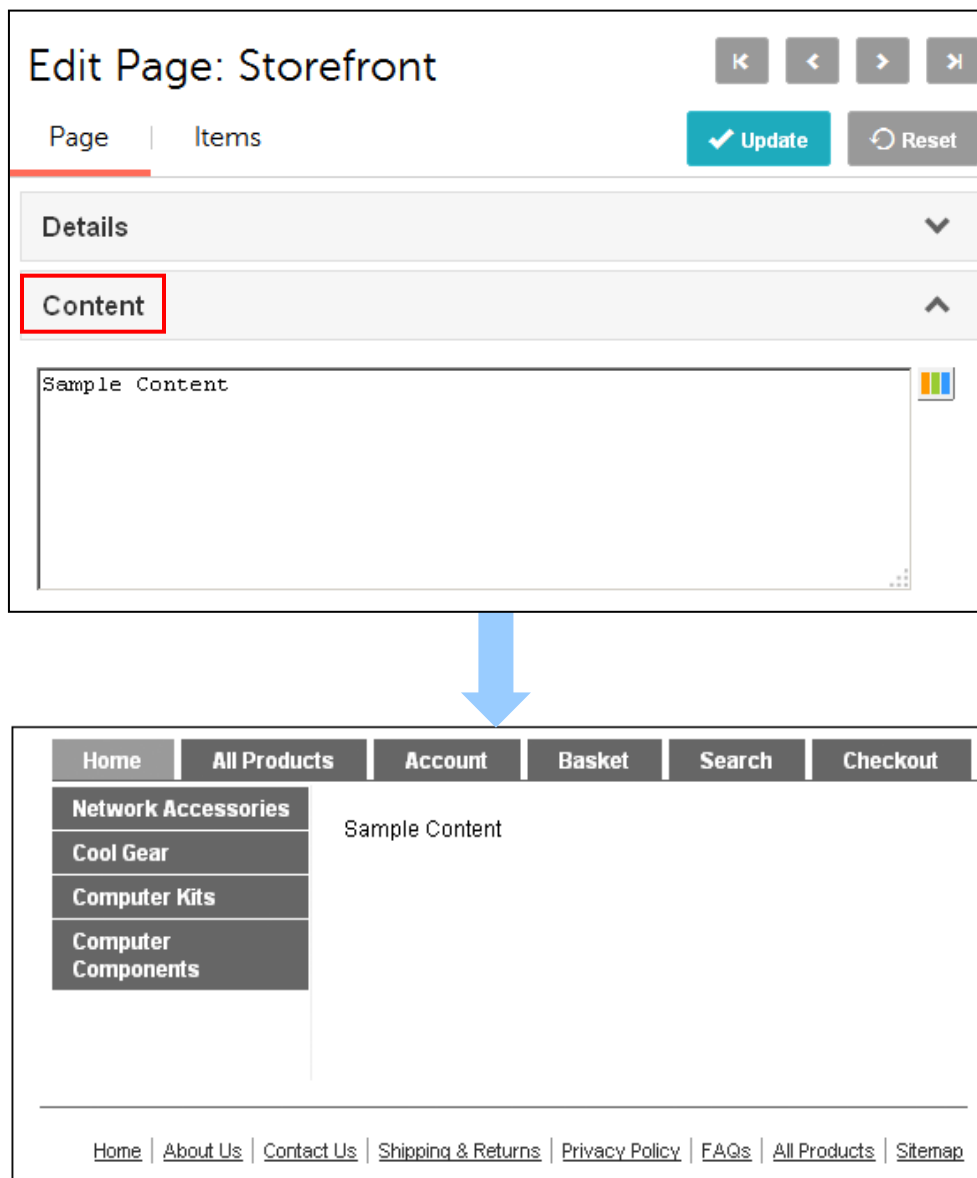 Edit Page: Storefront
Page | Items
Update
Reset
Details
Content
Sample Content
Home
All Products
Account
Basket
Search
Checkout
Network Accessories
Cool Gear
Computer Kits
Computer
Components
Sample Content
Home | About Us | Contact Us | Shipping & Returns | Privacy Policy | FAQs | All Products | Sitemap